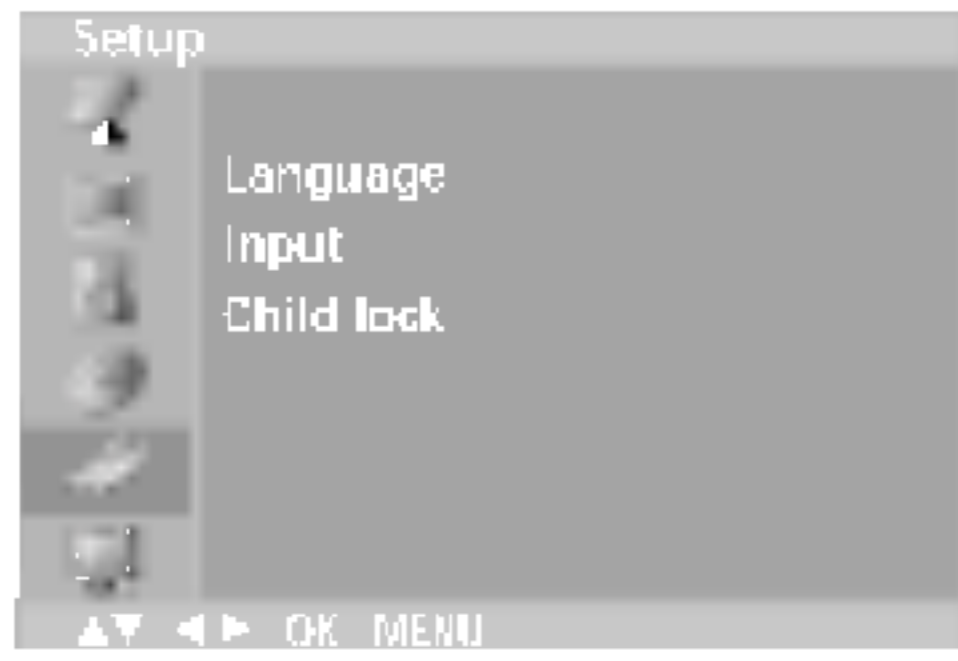 Setup
Language
Input
Child lock
▲▼ ◀ ▶ OK MENU